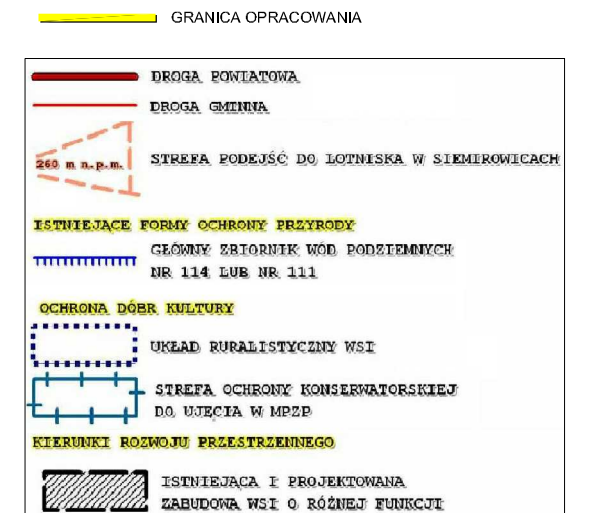 GRANICA OPRACOWANIA
DROGA POWIATOWA
DROGA GMINNA
260 m n.p.m.
STREFA PODEJŚĆ DO LOTNISKA W SIEMIROWICACH
ISTNIEJĄCE FORMY OCHRONY PRZYRODY
GŁÓWNY ZBIORNIK WÓD PODZIEMNYCH
NR 114 LUB NR 111
OCHRONA DÓBR KULTURY
UKŁAD RURALISTYCZNY WSI
STREFA OCHRONY KONSERWATORSKIEJ
DO UJĘCIA W MPZP
KIERUNKI ROZWOJU PRZESTRZENNEGO
ISTNIEJĄCA I PROJEKTOWANA
ZABUDOWA WSI O RÓŻNEJ FUNKCJI